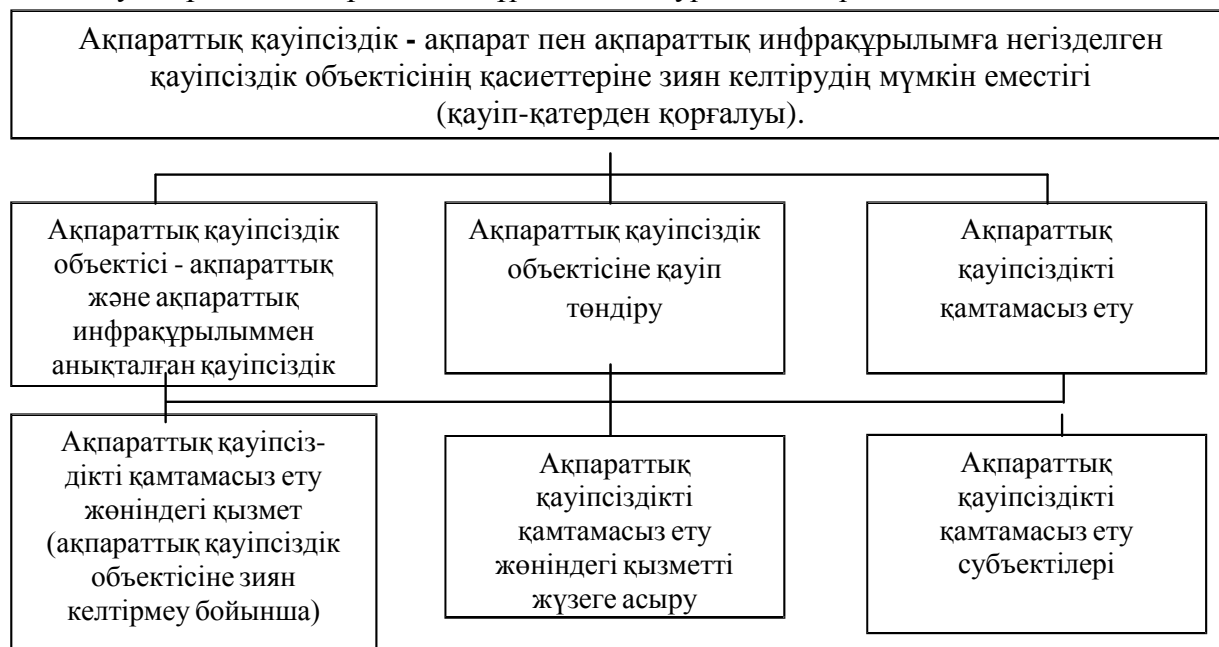 Ақпараттық қауіпсіздік - ақпарат пен ақпараттық инфрақұрылымға негізделген
қауіпсіздік объектісінің қасиеттеріне зиян келтірудің мүмкін еместігі
(қауіп-қатерден қорғалуы).
Ақпараттық қауіпсіздік
объектісі - ақпараттық
және ақпараттық
инфрақұрылыммен
анықталған қауіпсіздік
Ақпараттық қауіпсіздік
объектісіне қауіп
төндіру
Ақпараттық
қауіпсіздікті
қамтамасыз ету
Ақпараттық қауіпсіз-
дікті қамтамасыз ету
жөніндегі қызмет
(ақпараттық қауіпсіздік
объектісіне зиян
келтірмеу бойынша)
Ақпараттық
қауіпсіздікті
қамтамасыз ету
жөніндегі қызметті
жүзеге асыру
Ақпараттық
қауіпсіздікті
қамтамасыз ету
субъектілері